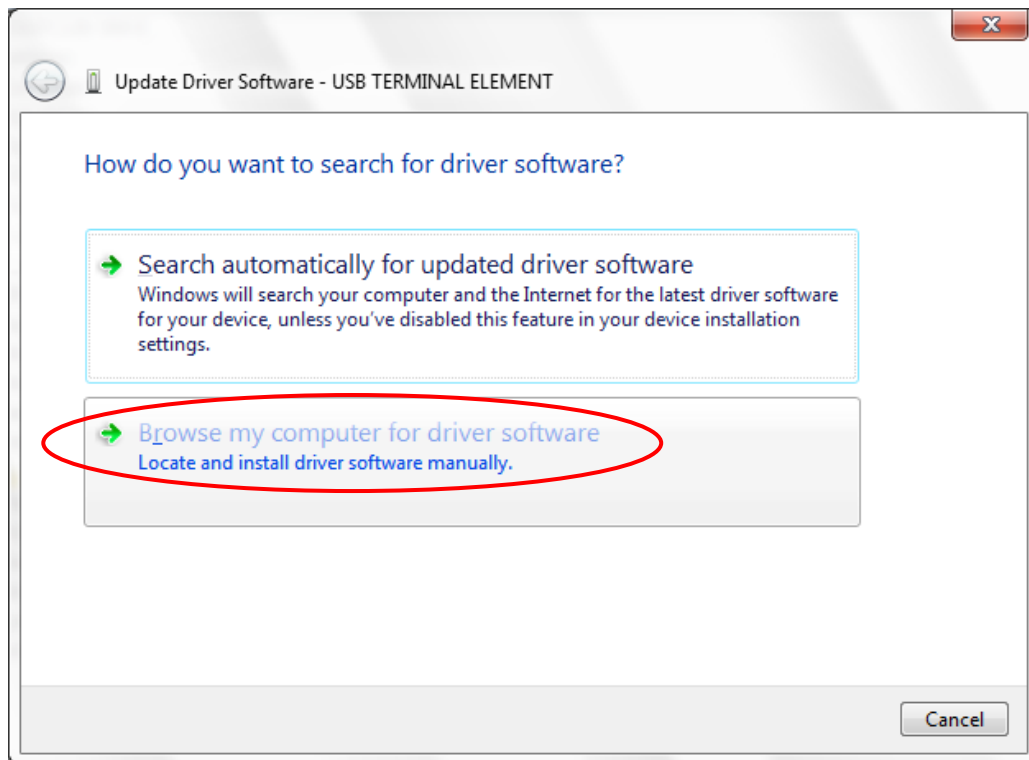 Update Driver Software - USB TERMINAL ELEMENT
How do you want to search for driver software?
Search automatically for updated driver software
Windows will search your computer and the Internet for the latest driver software
for your device, unless you've disabled this feature in your device installation
settings.
Browse my computer for driver software
Locate and install driver software manually.
Cancel